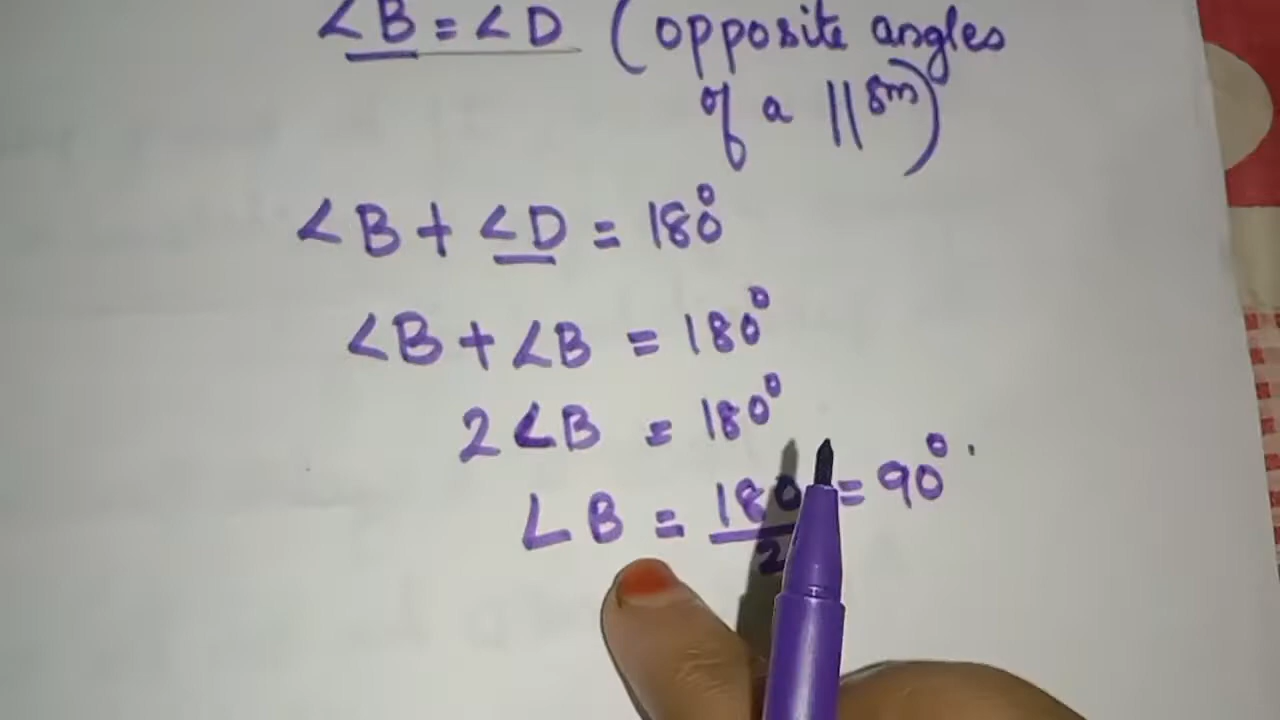 ∠B = ∠D (opposite angles
of a ||gm)
∠B + ∠D = 180°
∠B + ∠B = 180°
2∠B = 180°
∠B = 180/2 = 90°.